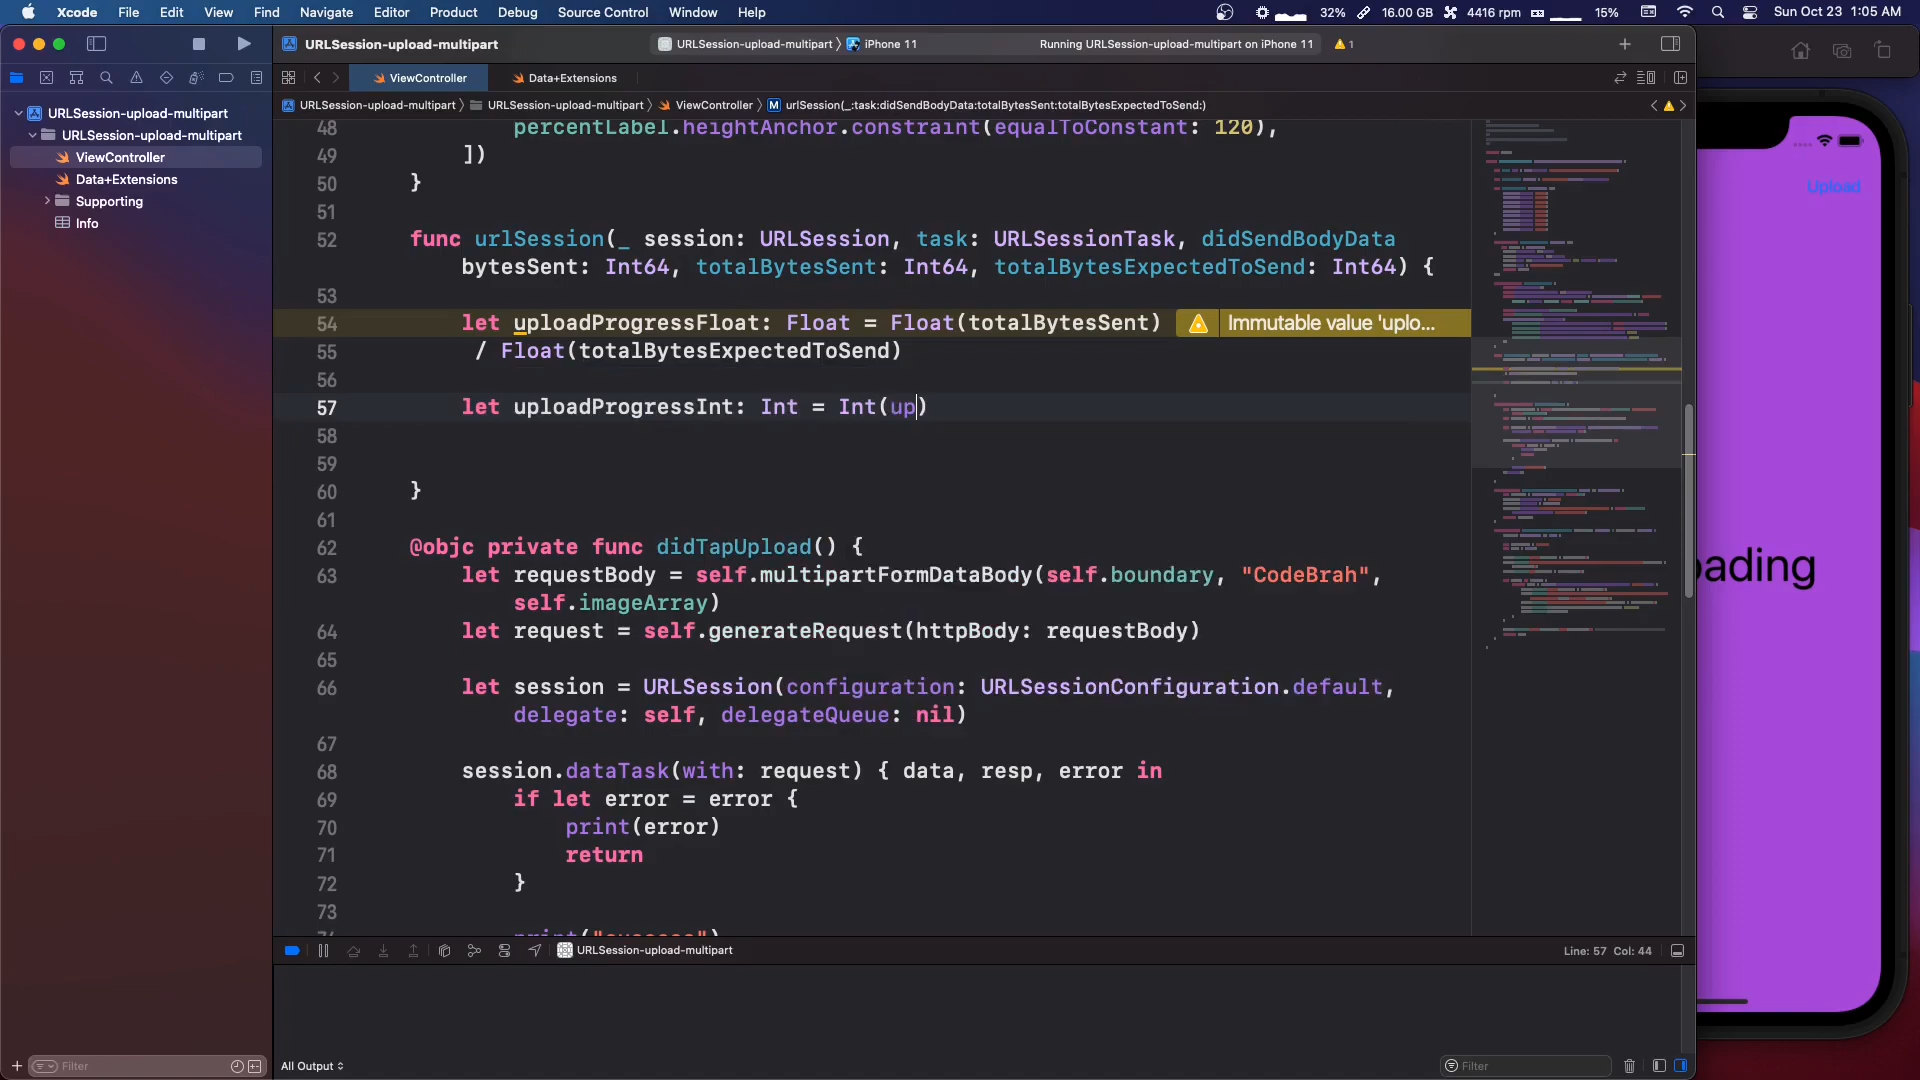 Xcode File Edit View Find Navigate Editor Product Debug Source Control Window Help 32% 16.00 GB 4416 rpm 15% Sun Oct 23 1:05 AM
URLSession-upload-multipart URLSession-upload-multipart iPhone 11 Running URLSession-upload-multipart on iPhone 11 1
ViewController Data+Extensions
URLSession-upload-multipart URLSession-upload-multipart ViewController M urlSession(_:task:didSendBodyData:totalBytesSent:totalBytesExpectedToSend:)
URLSession-upload-multipart
URLSession-upload-multipart
ViewController
Data+Extensions
Supporting
Info
48 percentLabel.heightAnchor.constraint(equalToConstant: 120),
49 ])
50 }
51
52 func urlSession(_ session: URLSession, task: URLSessionTask, didSendBodyData
bytesSent: Int64, totalBytesSent: Int64, totalBytesExpectedToSend: Int64) {
53
54 let uploadProgressFloat: Float = Float(totalBytesSent) Immutable value 'uplo...
55 / Float(totalBytesExpectedToSend)
56
57 let uploadProgressInt: Int = Int(up)
58
59
60 }
61
62 @objc private func didTapUpload() {
63 let requestBody = self.multipartFormDataBody(self.boundary, "CodeBrah",
self.imageArray)
64 let request = self.generateRequest(httpBody: requestBody)
65
66 let session = URLSession(configuration: URLSessionConfiguration.default,
delegate: self, delegateQueue: nil)
67
68 session.dataTask(with: request) { data, resp, error in
69 if let error = error {
70 print(error)
71 return
72 }
73
74 print("success")
Upload
ading
URLSession-upload-multipart Line: 57 Col: 44
Filter All Output Filter